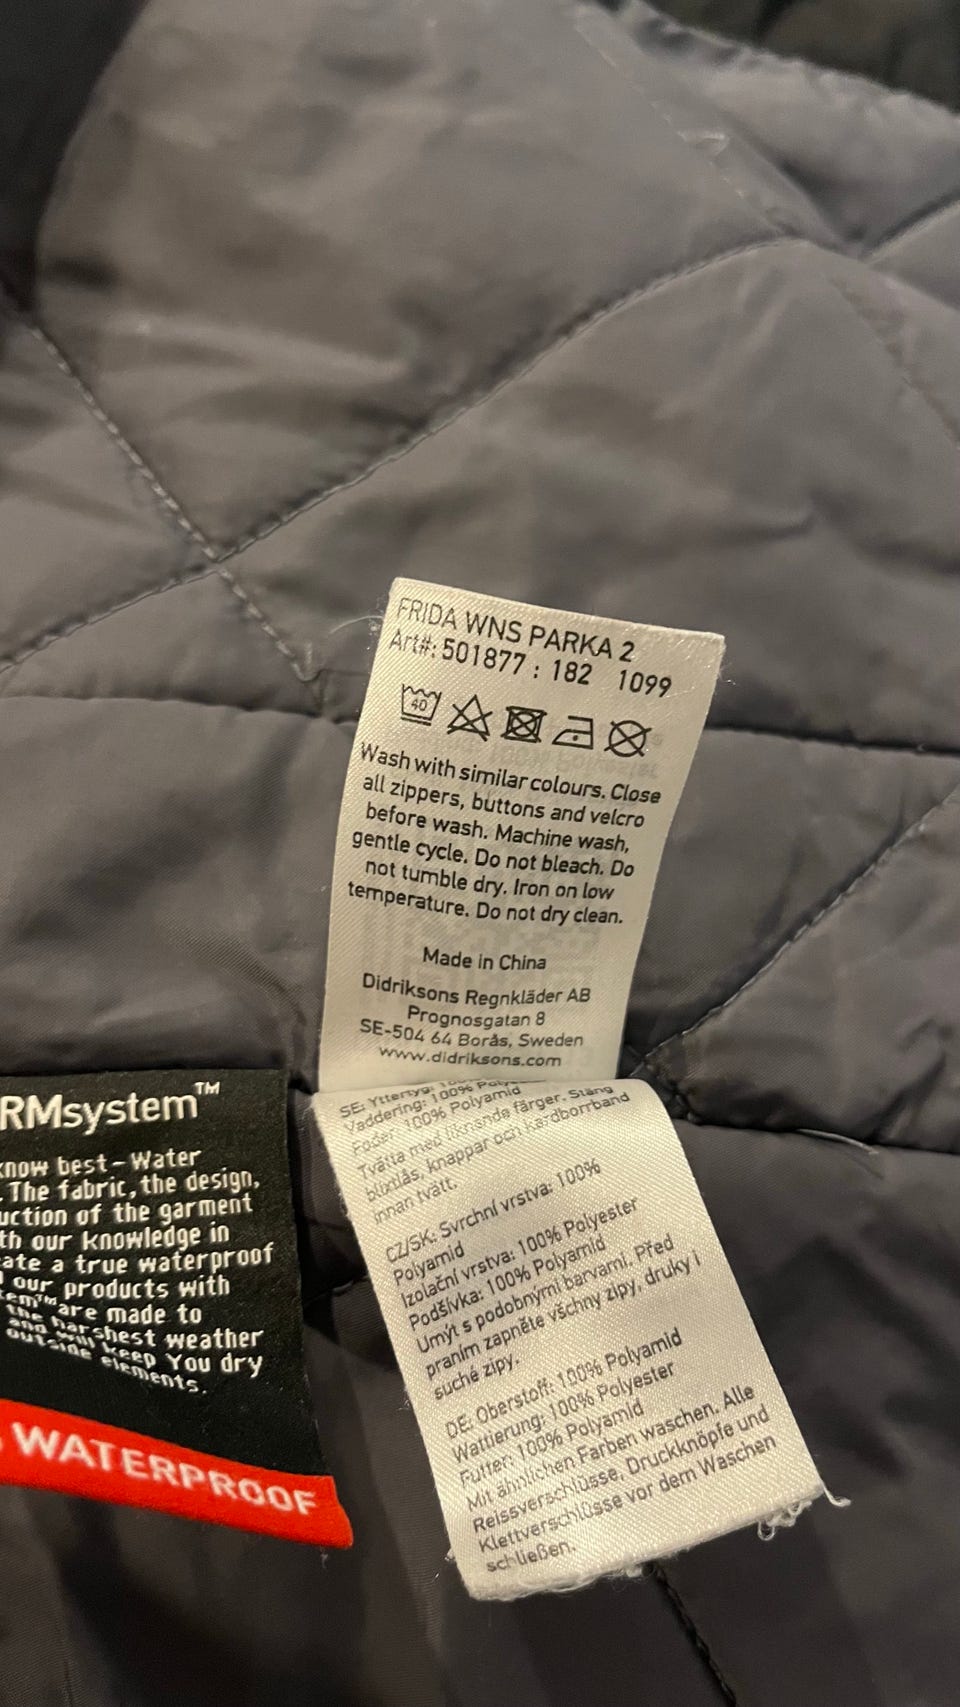 FRIDA WNS PARKA 2
Art#: 501877 : 182 1099
40
Wash with similar colours. Close
all zippers, buttons and velcro
before wash. Machine wash,
gentle cycle. Do not bleach. Do
not tumble dry. Iron on low
temperature. Do not dry clean.
Made in China
Didriksons Regnkläder AB
Prognosgatan 8
SE-504 64 Borås, Sweden
www.didriksons.com
SE: Yttertyg:
Vaddering: 100%
Foder: 100% Polyamid
Tvätta med liknande färger. Stäng
blixtlås, knappar och kardborrband
innan tvätt.
CZ/SK: Svrchní vrstva: 100%
Polyamid
Izolační vrstva: 100% Polyester
Podšívka: 100% Polyamid
Umýt s podobnými barvami. Před
praním zapněte všechny zipy, druky i
suché zipy.
DE: Oberstoff: 100% Polyamid
Wattierung: 100% Polyester
Futter: 100% Polyamid
Mit ähnlichen Farben waschen. Alle
Reissverschlüsse, Druckknöpfe und
Klettverschlüsse vor dem Waschen
schließen.
RMsystem™
know best – Water
. The fabric, the design,
uction of the garment
th our knowledge in
ate a true waterproof
our products with
em™ are made to
the harshest weather
and will keep You dry
outside elements.
WATERPROOF